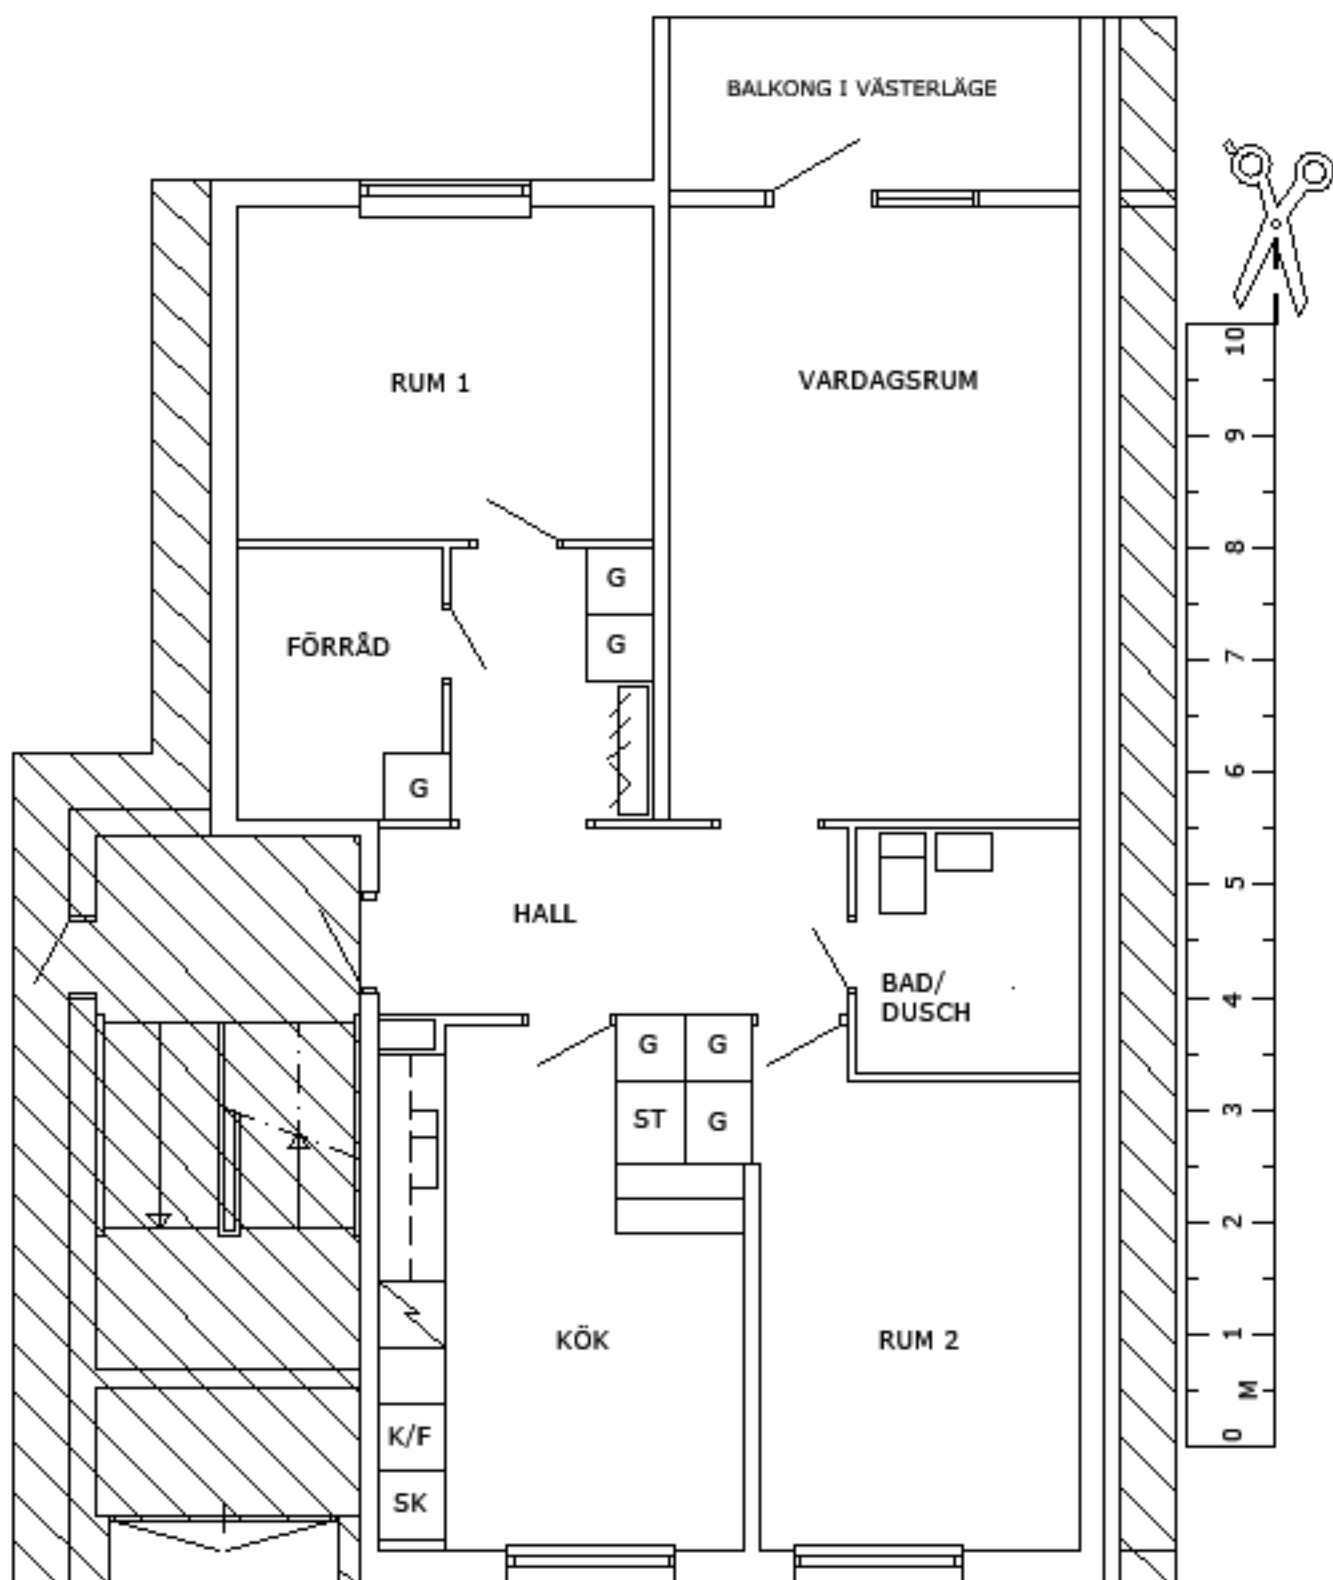 BALKONG I VÄSTERLÄGE
RUM 1
VARDAGSRUM
G
G
FÖRRÅD
G
HALL
BAD/
DUSCH
G
G
ST
G
KÖK
RUM 2
K/F
SK
10
9
8
7
6
5
4
3
2
1
M
0